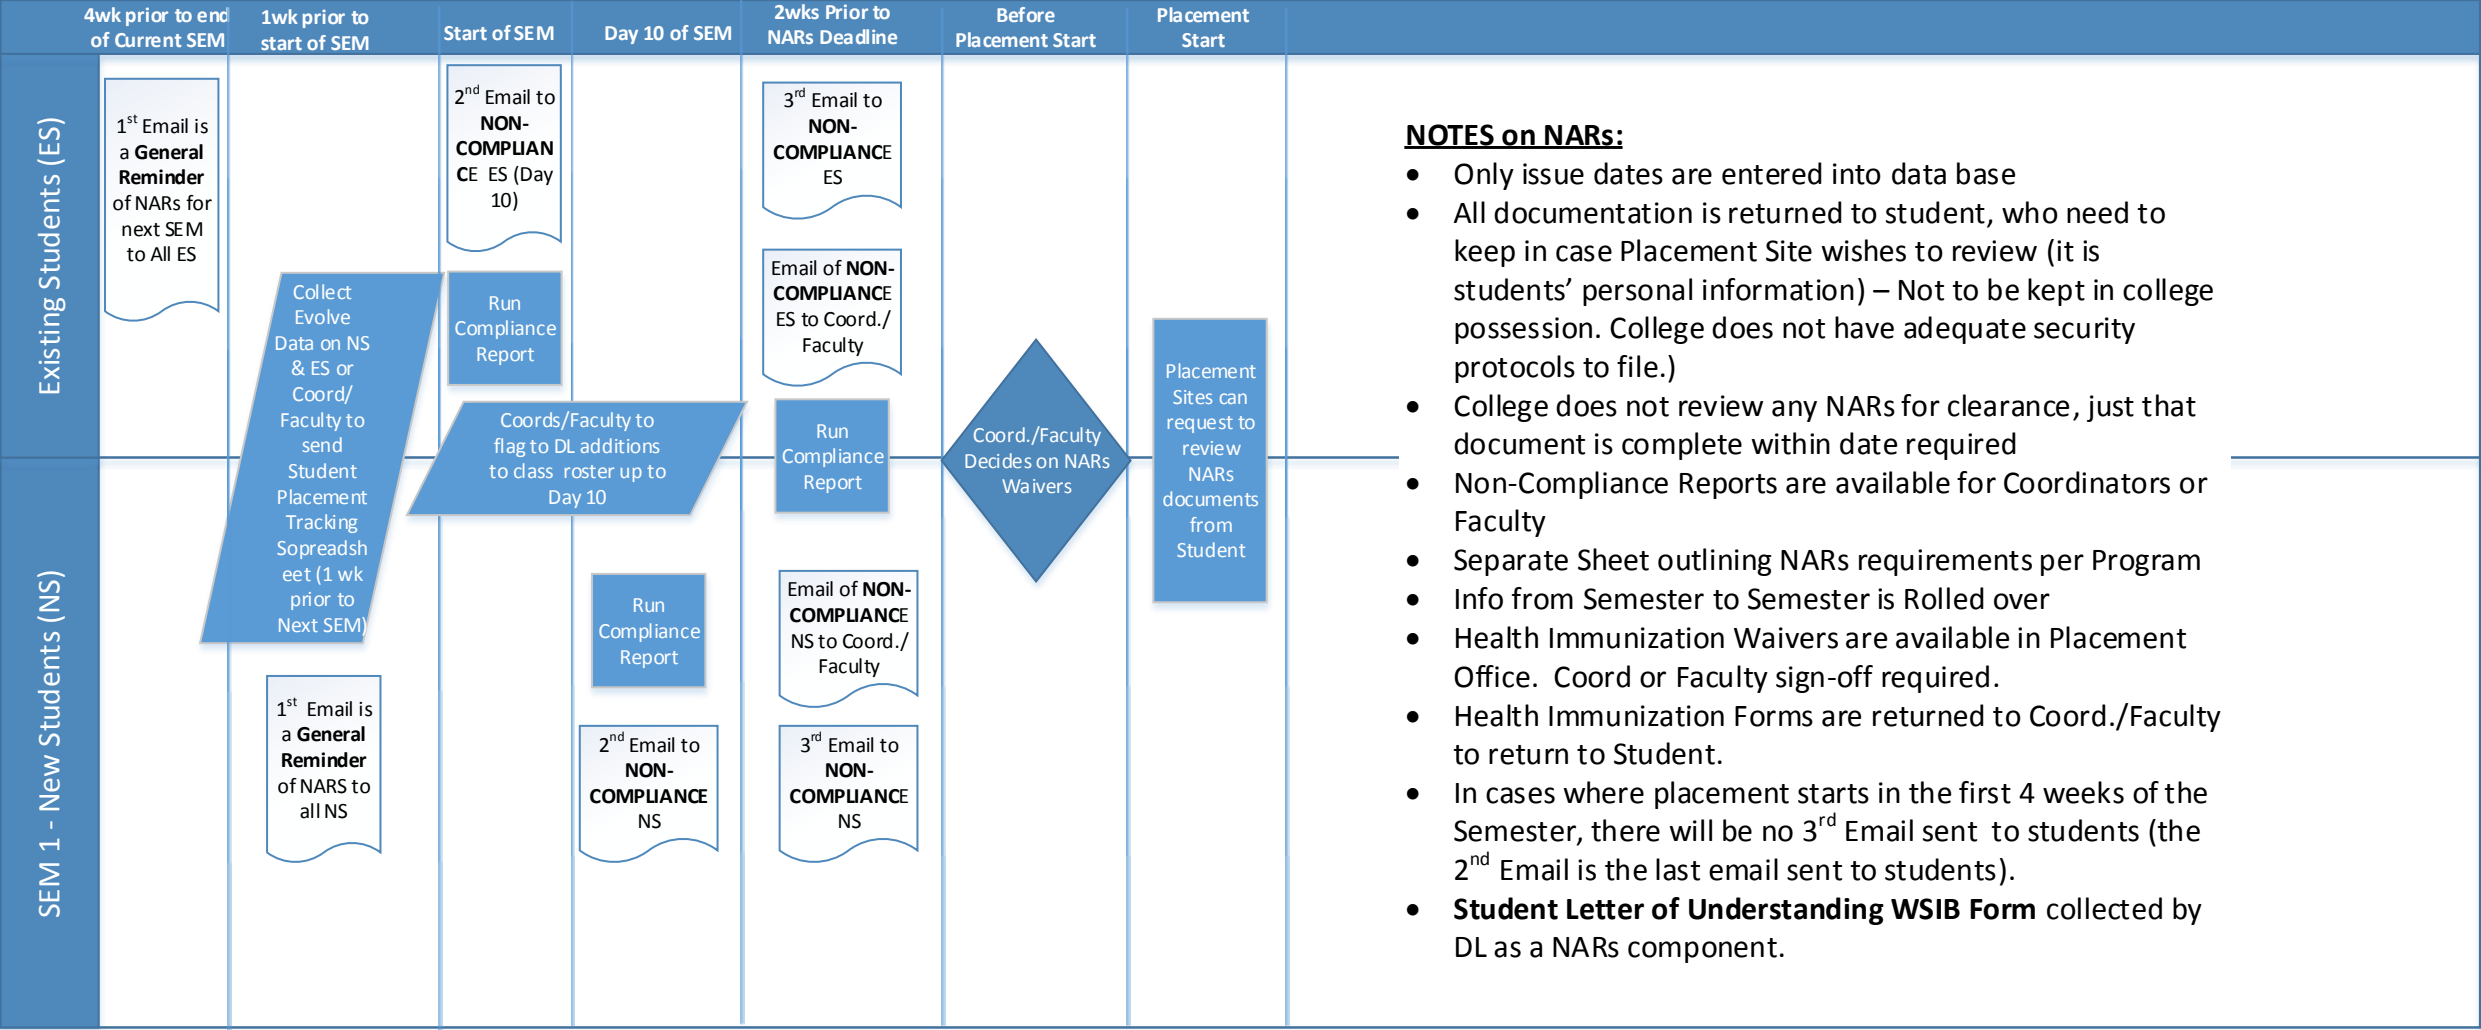 4wk prior to end
of Current SEM
1wk prior to
start of SEM
Start of SEM
Day 10 of SEM
2wks Prior to
NARs Deadline
Before
Placement Start
Placement
Start
Existing Students (ES)
1st Email is
a General
Reminder
of NARs for
next SEM
to All ES
Collect
Evolve
Data on NS
& ES or
Coord/
Faculty to
send
Student
Placement
Tracking
Sopreadsh
eet (1 wk
prior to
Next SEM)
2nd Email to
NON-
COMPLIAN
CE ES (Day
10)
Run
Compliance
Report
Coords/Faculty to
flag to DL additions
to class roster up to
Day 10
3rd Email to
NON-
COMPLIANCE
ES
Email of NON-
COMPLIANCE
ES to Coord./
Faculty
Run
Compliance
Report
Coord./Faculty
Decides on NARs
Waivers
Placement
Sites can
request to
review
NARs
documents
from
Student
SEM 1 - New Students (NS)
1st Email is
a General
Reminder
of NARS to
all NS
Run
Compliance
Report
2nd Email to
NON-
COMPLIANCE
NS
Email of NON-
COMPLIANCE
NS to Coord./
Faculty
3rd Email to
NON-
COMPLIANCE
NS
NOTES on NARs:
• Only issue dates are entered into data base
• All documentation is returned to student, who need to
keep in case Placement Site wishes to review (it is
students’ personal information) – Not to be kept in college
possession. College does not have adequate security
protocols to file.)
• College does not review any NARs for clearance, just that
document is complete within date required
• Non-Compliance Reports are available for Coordinators or
Faculty
• Separate Sheet outlining NARs requirements per Program
• Info from Semester to Semester is Rolled over
• Health Immunization Waivers are available in Placement
Office. Coord or Faculty sign-off required.
• Health Immunization Forms are returned to Coord./Faculty
to return to Student.
• In cases where placement starts in the first 4 weeks of the
Semester, there will be no 3rd Email sent to students (the
2nd Email is the last email sent to students).
• Student Letter of Understanding WSIB Form collected by
DL as a NARs component.